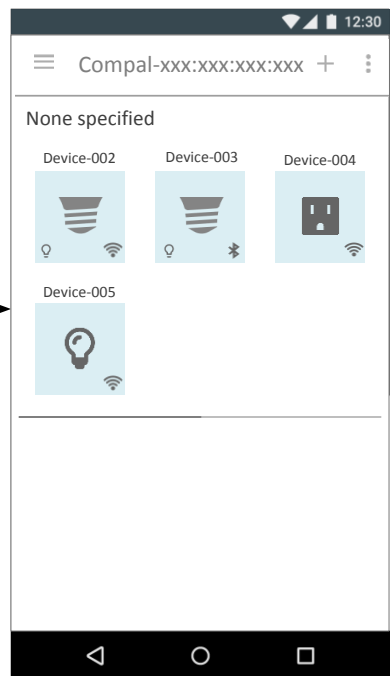 12:30
Compal-xxx:xxx:xxx:xxx
None specified
Device-002 Device-003 Device-004
Device-005